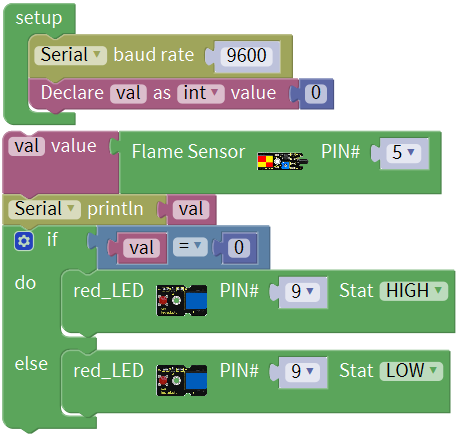 setup
Serial baud rate 9600
Declare val as int value 0
val value Flame Sensor PIN# 5
Serial println val
if val = 0
do red_LED PIN# 9 Stat HIGH
else red_LED PIN# 9 Stat LOW